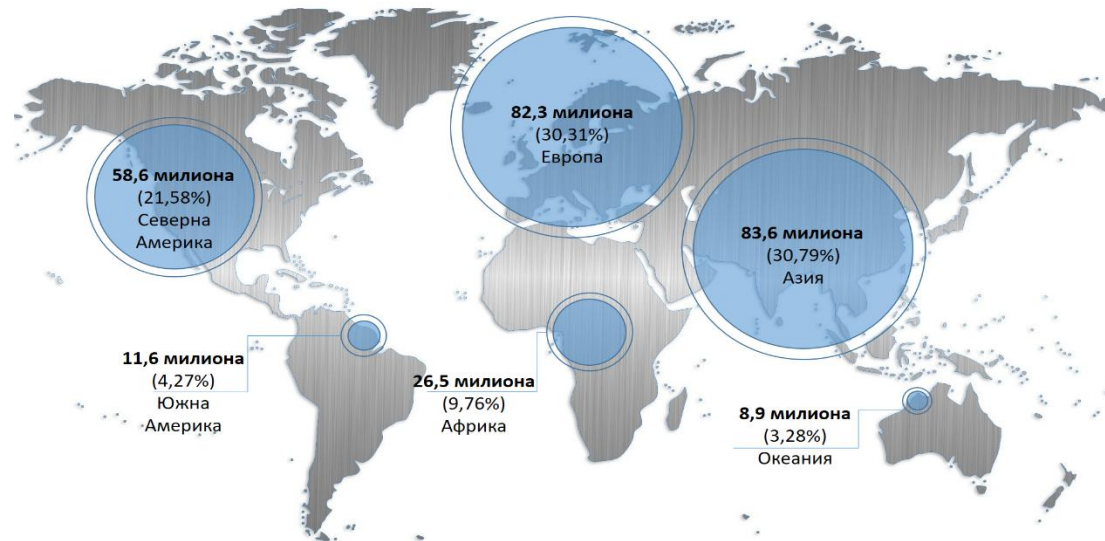 82,3 милиона
(30,31%)
Европа
58,6 милиона
(21,58%)
Северна
Америка
83,6 милиона
(30,79%)
Азия
11,6 милиона
(4,27%)
Южна
Америка
26,5 милиона
(9,76%)
Африка
8,9 милиона
(3,28%)
Океания